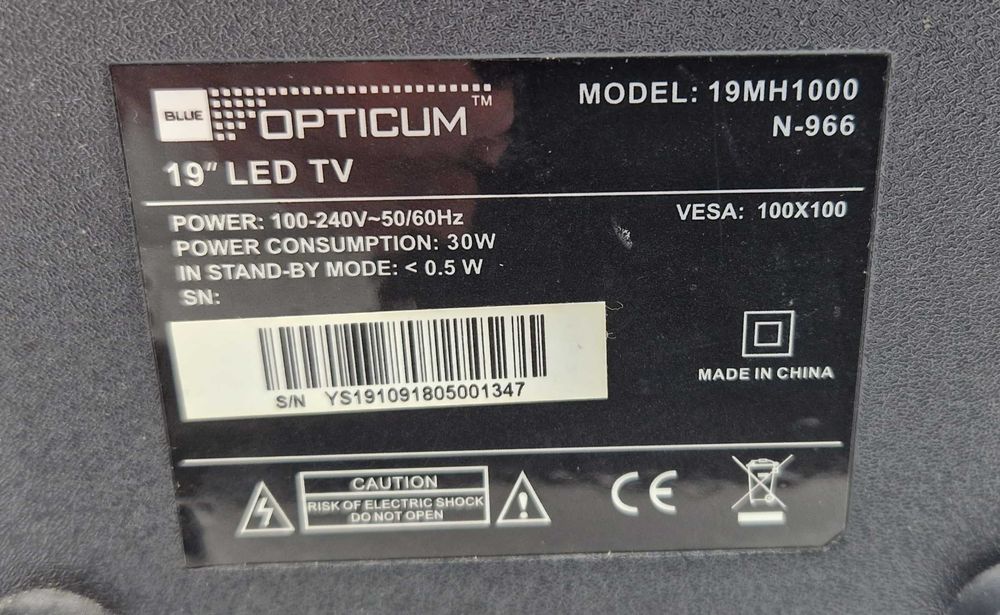 BLUE OPTICUM™
MODEL: 19MH1000
N-966
19" LED TV
POWER: 100-240V~50/60Hz
VESA: 100X100
POWER CONSUMPTION: 30W
IN STAND-BY MODE: < 0.5 W
SN:
S/N YS191091805001347
MADE IN CHINA
CAUTION
RISK OF ELECTRIC SHOCK
DO NOT OPEN
CE